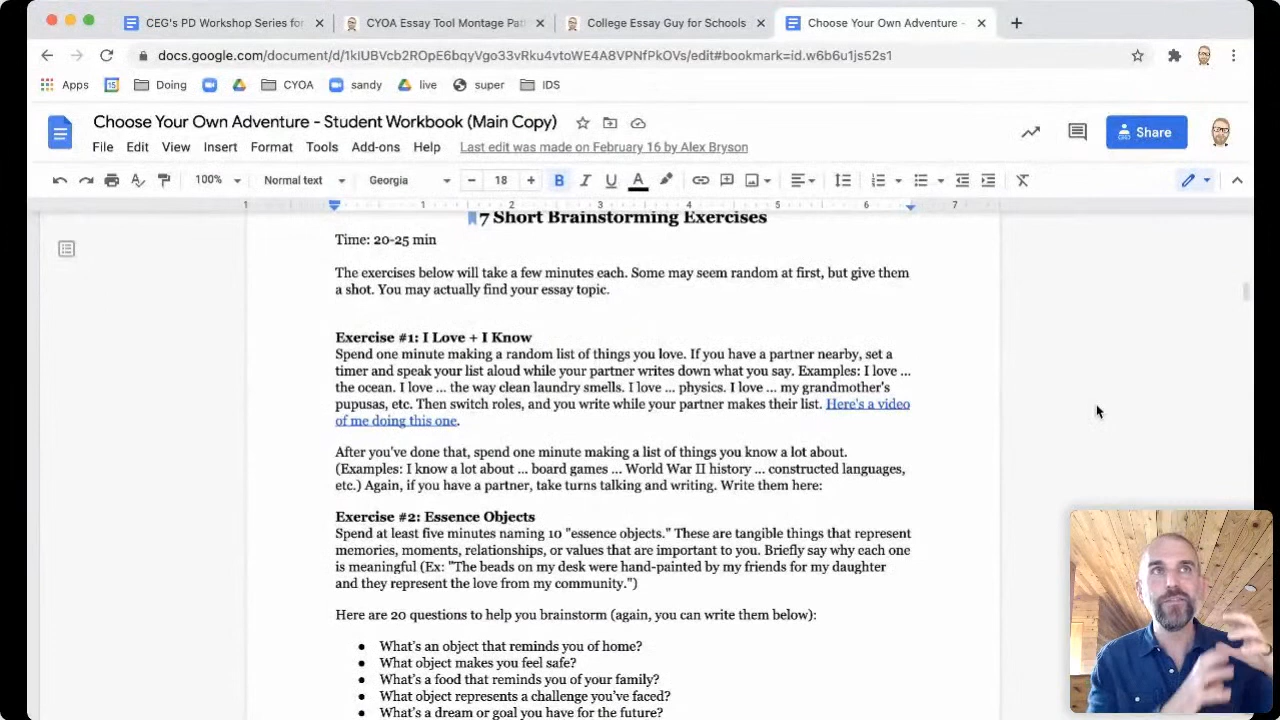 CEG's PD Workshop Series for
CYOA Essay Tool Montage Pat
College Essay Guy for Schools
Choose Your Own Adventure -
docs.google.com/document/d/1kIUBVcb2ROpE6bqyVgo33vRku4vtoWE4A8VPNfPkOVs/edit#bookmark=id.w6b6u1js52s1
Apps Doing CYOA sandy live super IDS
Choose Your Own Adventure - Student Workbook (Main Copy)
Share
File Edit View Insert Format Tools Add-ons Help Last edit was made on February 16 by Alex Bryson
100% Normal text Georgia 18 B I U A
1 1 2 3 4 5 6 7
7 Short Brainstorming Exercises
Time: 20-25 min
The exercises below will take a few minutes each. Some may seem random at first, but give them
a shot. You may actually find your essay topic.
Exercise #1: I Love + I Know
Spend one minute making a random list of things you love. If you have a partner nearby, set a
timer and speak your list aloud while your partner writes down what you say. Examples: I love ...
the ocean. I love ... the way clean laundry smells. I love ... physics. I love ... my grandmother's
pupusas, etc. Then switch roles, and you write while your partner makes their list. Here's a video
of me doing this one.
After you've done that, spend one minute making a list of things you know a lot about.
(Examples: I know a lot about ... board games ... World War II history ... constructed languages,
etc.) Again, if you have a partner, take turns talking and writing. Write them here:
Exercise #2: Essence Objects
Spend at least five minutes naming 10 "essence objects." These are tangible things that represent
memories, moments, relationships, or values that are important to you. Briefly say why each one
is meaningful (Ex: "The beads on my desk were hand-painted by my friends for my daughter
and they represent the love from my community.")
Here are 20 questions to help you brainstorm (again, you can write them below):
● What's an object that reminds you of home?
● What object makes you feel safe?
● What's a food that reminds you of your family?
● What object represents a challenge you've faced?
● What's a dream or goal you have for the future?